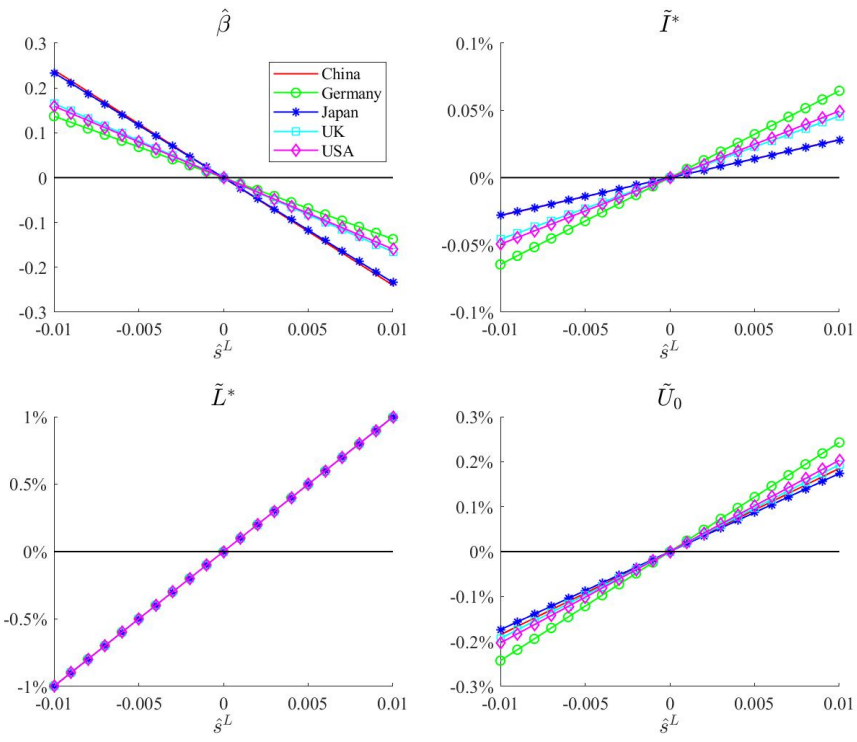 β̂
0.3
0.2
0.1
0
-0.1
-0.2
-0.3
-0.01 -0.005 0 0.005 0.01
ŝᴸ
China
Germany
Japan
UK
USA
Ĩ*
0.1%
0.05%
0%
-0.05%
-0.1%
-0.01 -0.005 0 0.005 0.01
ŝᴸ
L̃*
1%
0.5%
0%
-0.5%
-1%
-0.01 -0.005 0 0.005 0.01
ŝᴸ
Ũ₀
0.3%
0.2%
0.1%
0%
-0.1%
-0.2%
-0.3%
-0.01 -0.005 0 0.005 0.01
ŝᴸ